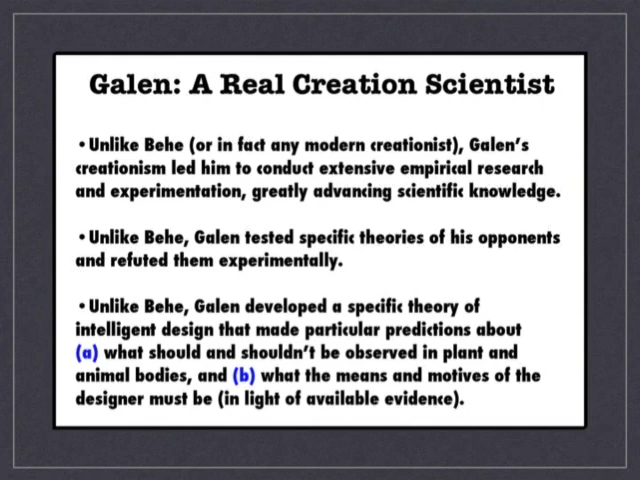 Galen: A Real Creation Scientist
•Unlike Behe (or in fact any modern creationist), Galen's
creationism led him to conduct extensive empirical research
and experimentation, greatly advancing scientific knowledge.
•Unlike Behe, Galen tested specific theories of his opponents
and refuted them experimentally.
•Unlike Behe, Galen developed a specific theory of
intelligent design that made particular predictions about
(a) what should and shouldn't be observed in plant and
animal bodies, and (b) what the means and motives of the
designer must be (in light of available evidence).